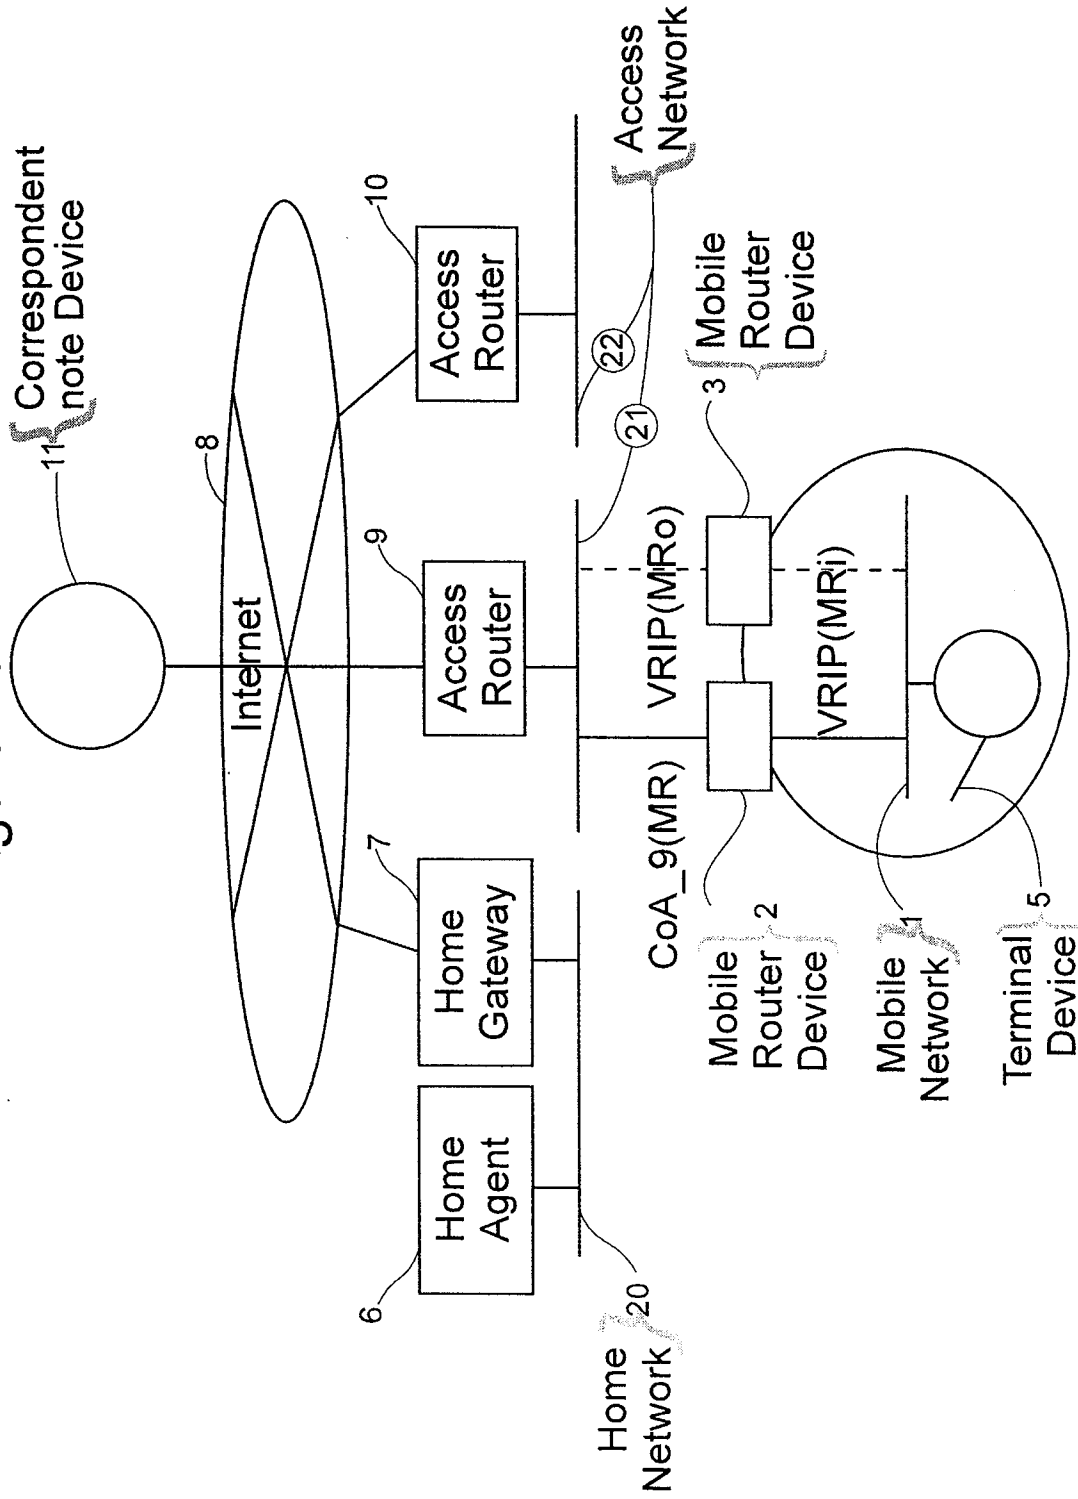 11
Correspondent
note Device
8
Internet
6
Home
Agent
7
Home
Gateway
9
Access
Router
10
Access
Router
Home
Network
20
21
22
Access
Network
CoA_9(MR)
VRIP(MRo)
Mobile
Router
Device
2
3
Mobile
Router
Device
VRIP(MRi)
Mobile
Network
1
Terminal
Device
5